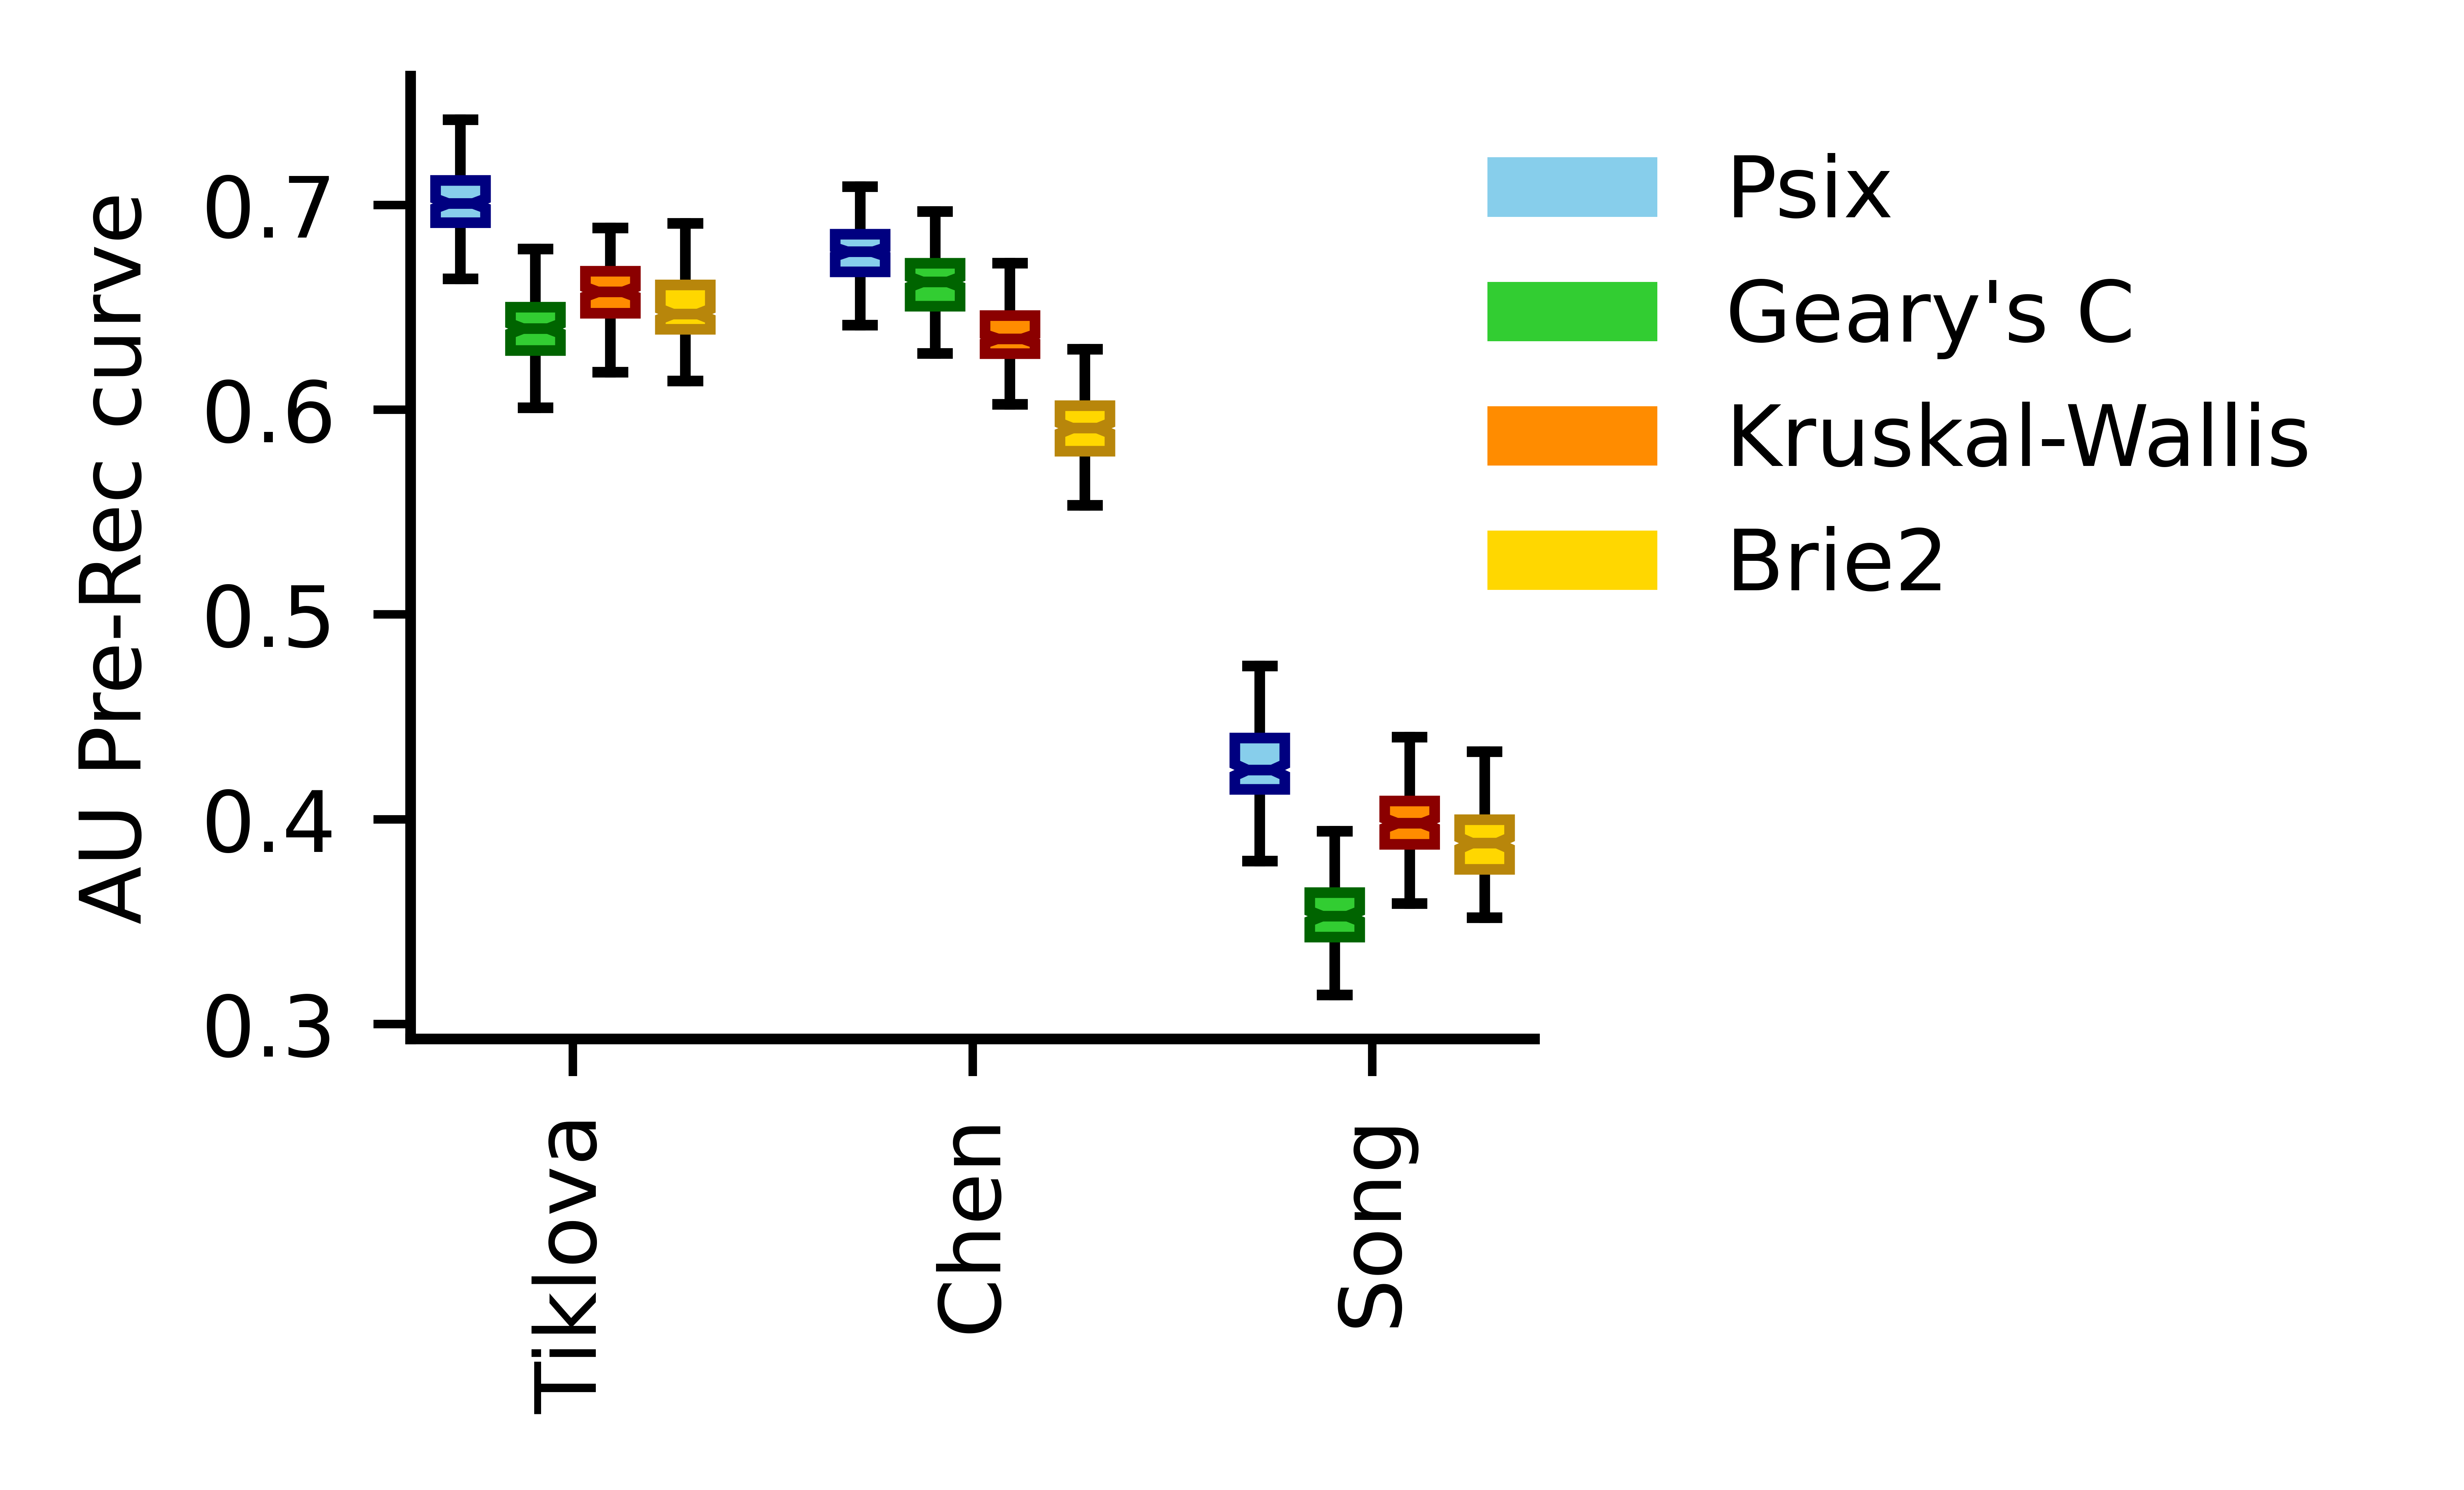 AU Pre-Rec curve
0.7
0.6
0.5
0.4
0.3
Tiklova
Chen
Song
Psix
Geary's C
Kruskal-Wallis
Brie2